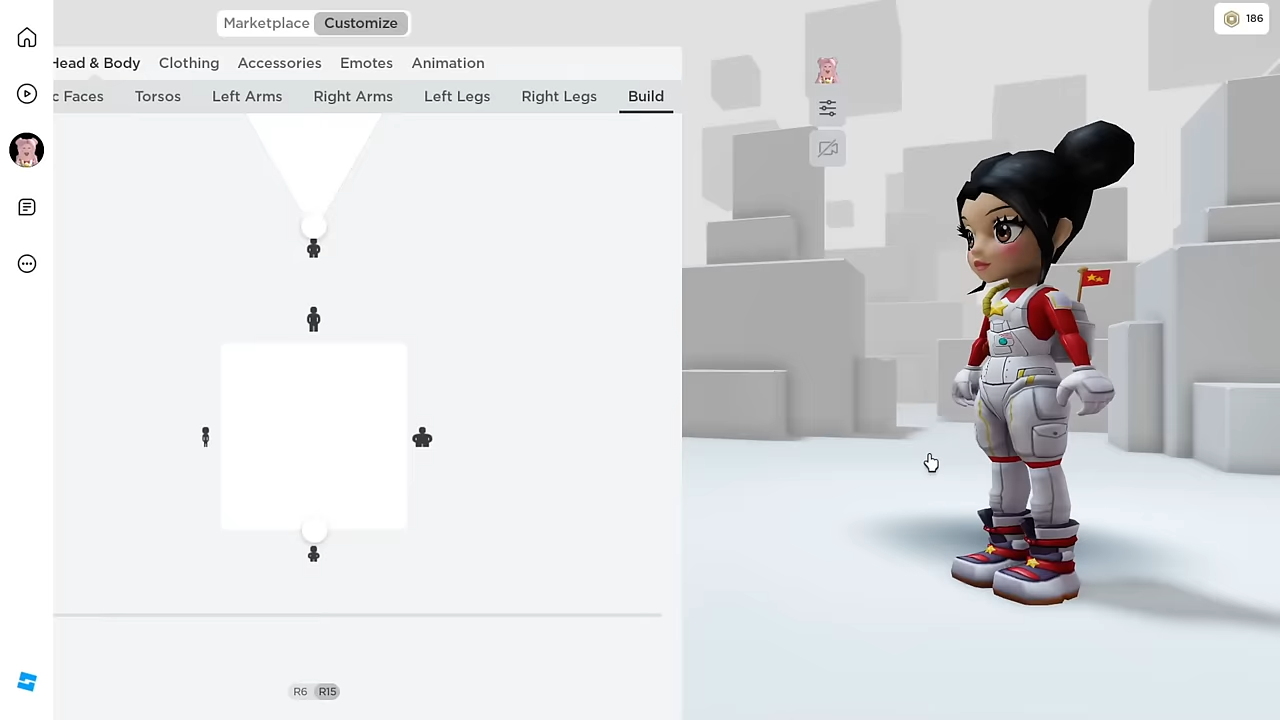 Marketplace Customize
186
Head & Body Clothing Accessories Emotes Animation
c Faces Torsos Left Arms Right Arms Left Legs Right Legs Build
R6 R15